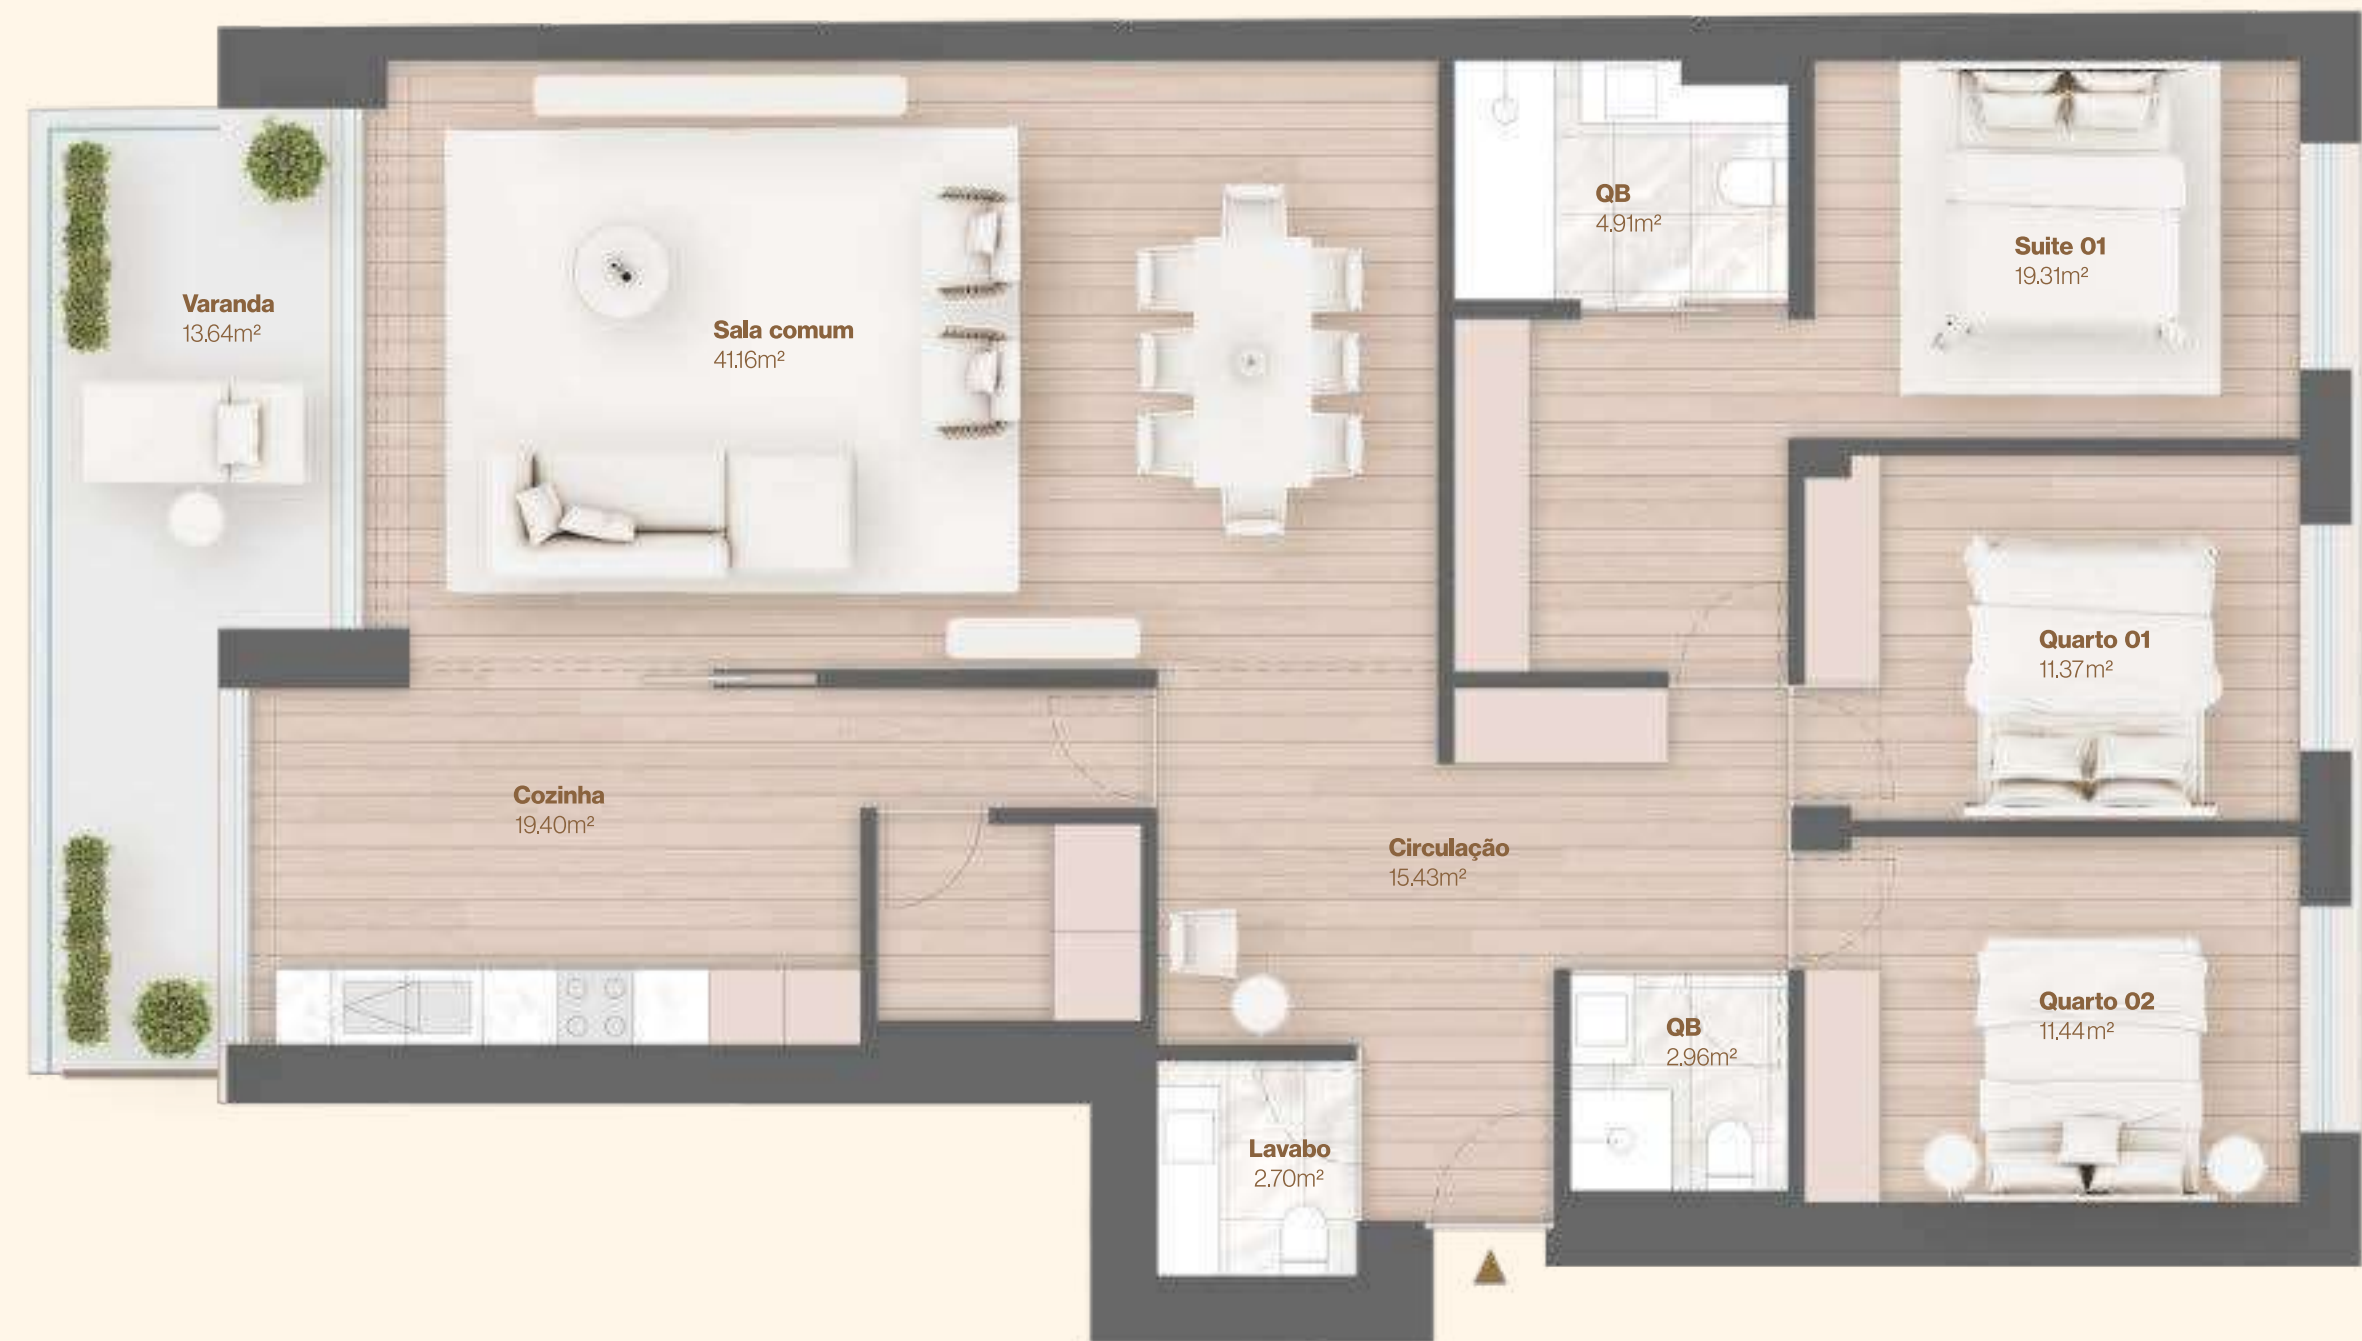 Varanda
13.64m²
Sala comum
41.16m²
QB
4.91m²
Suite 01
19.31m²
Quarto 01
11.37m²
Cozinha
19.40m²
Circulação
15.43m²
Quarto 02
11.44m²
QB
2.96m²
Lavabo
2.70m²